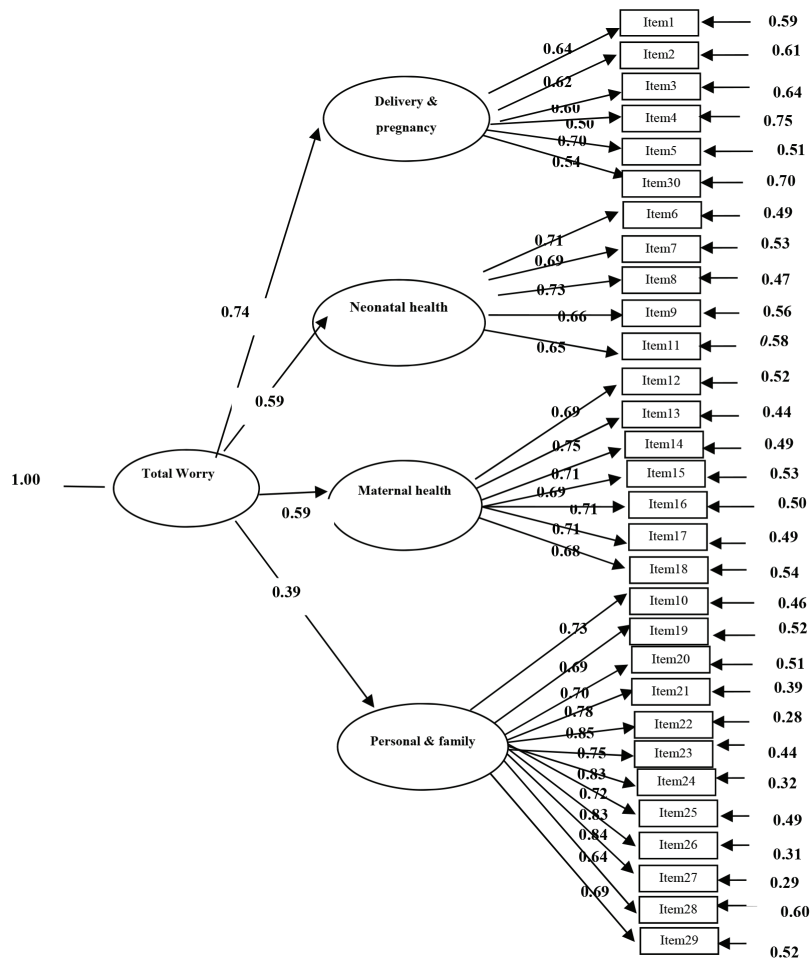 Item1
0.59
0.64
Item2
0.61
0.62
Item3
0.64
0.60
Delivery &
pregnancy
Item4
0.75
0.50
Item5
0.51
0.70
Item30
0.70
0.54
Item6
0.49
0.71
Item7
0.53
0.69
Item8
0.47
0.73
Neonatal health
Item9
0.56
0.66
Item11
0.58
0.65
0.74
0.59
Item12
0.52
0.69
Item13
0.44
0.75
Item14
0.49
0.71
Item15
0.53
0.69
1.00
Total Worry
0.59
Maternal health
Item16
0.50
0.71
Item17
0.49
0.71
Item18
0.54
0.68
0.39
Item10
0.46
0.73
Item19
0.52
0.69
Item20
0.51
0.70
Item21
0.39
0.78
Item22
0.28
0.85
Personal & family
Item23
0.44
0.75
Item24
0.32
0.83
Item25
0.49
0.72
Item26
0.31
0.83
Item27
0.29
0.84
Item28
0.60
0.64
Item29
0.52
0.69